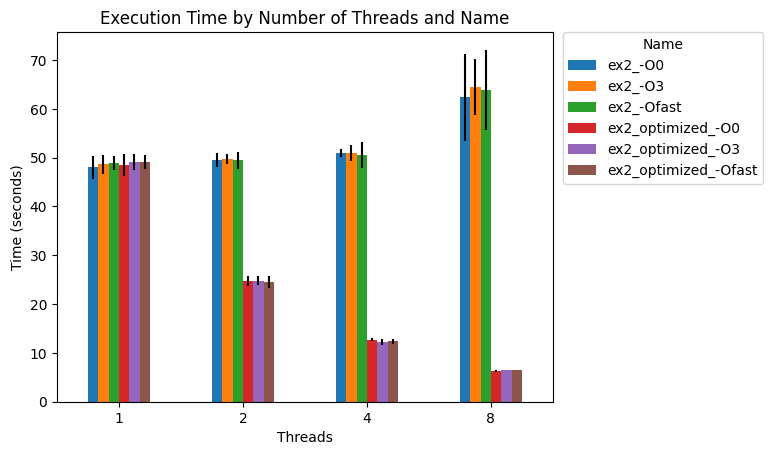 Execution Time by Number of Threads and Name
Time (seconds)
70
60
50
40
30
20
10
0
1
2
4
8
Threads
Name
ex2_-O0
ex2_-O3
ex2_-Ofast
ex2_optimized_-O0
ex2_optimized_-O3
ex2_optimized_-Ofast